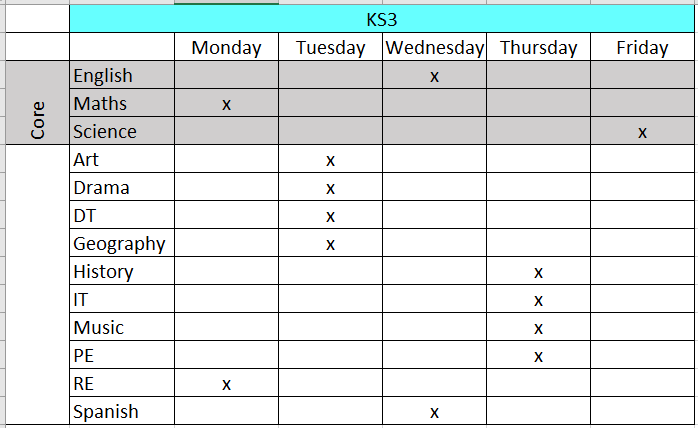 KS3
Monday Tuesday Wednesday Thursday Friday
Core
English x
Maths x
Science x
Art x
Drama x
DT x
Geography x
History x
IT x
Music x
PE x
RE x
Spanish x